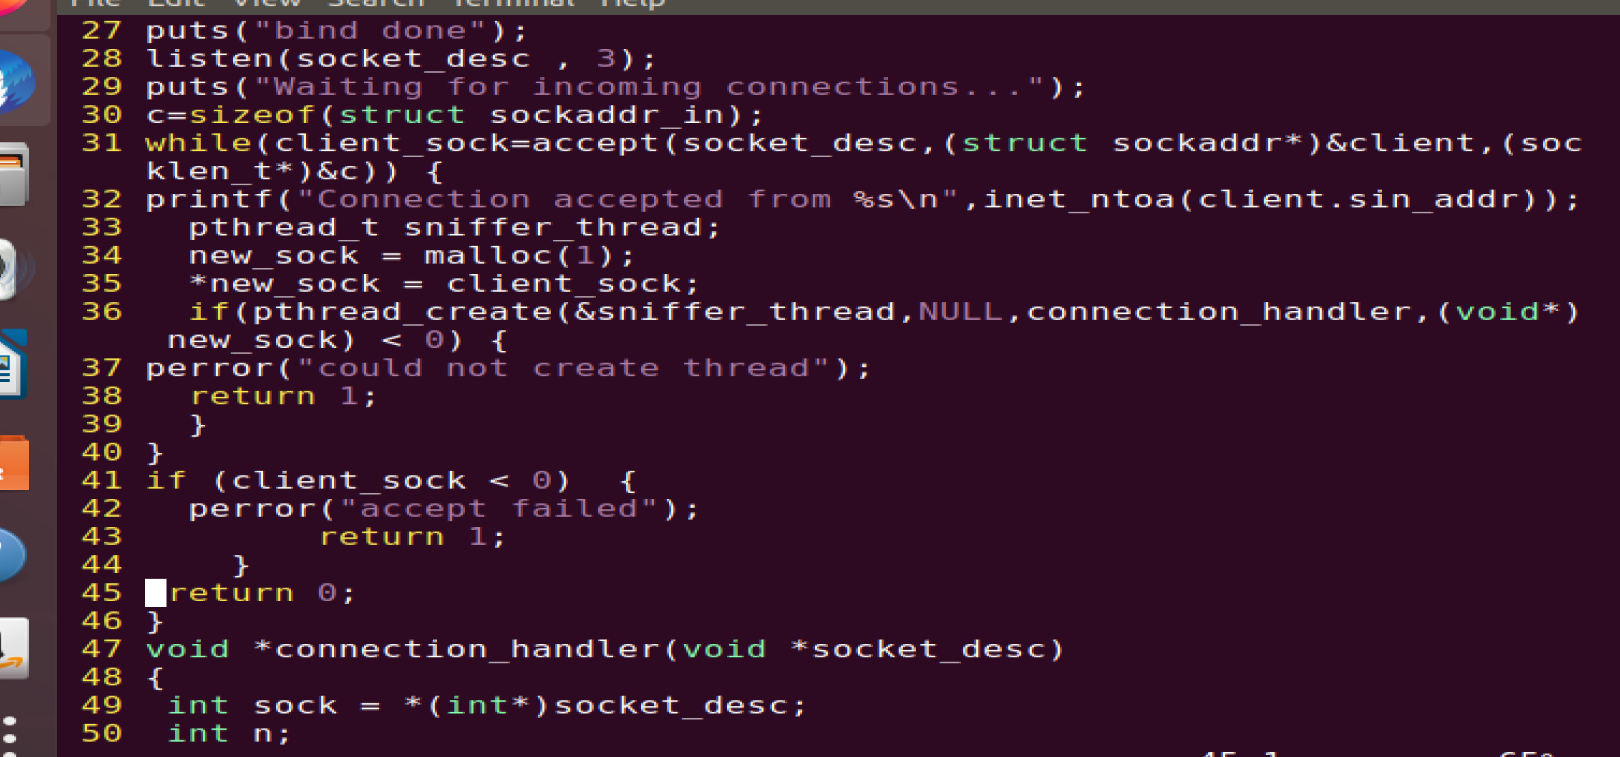 File Edit View Search Terminal Help
27 puts("bind done");
28 listen(socket_desc , 3);
29 puts("Waiting for incoming connections...");
30 c=sizeof(struct sockaddr_in);
31 while(client_sock=accept(socket_desc,(struct sockaddr*)&client,(soc
klen_t*)&c)) {
32 printf("Connection accepted from %s\n",inet_ntoa(client.sin_addr));
33   pthread_t sniffer_thread;
34   new_sock = malloc(1);
35   *new_sock = client_sock;
36   if(pthread_create(&sniffer_thread,NULL,connection_handler,(void*)
 new_sock) < 0) {
37 perror("could not create thread");
38   return 1;
39   }
40 }
41 if (client_sock < 0)  {
42   perror("accept failed");
43         return 1;
44     }
45  return 0;
46 }
47 void *connection_handler(void *socket_desc)
48 {
49  int sock = *(int*)socket_desc;
50  int n;